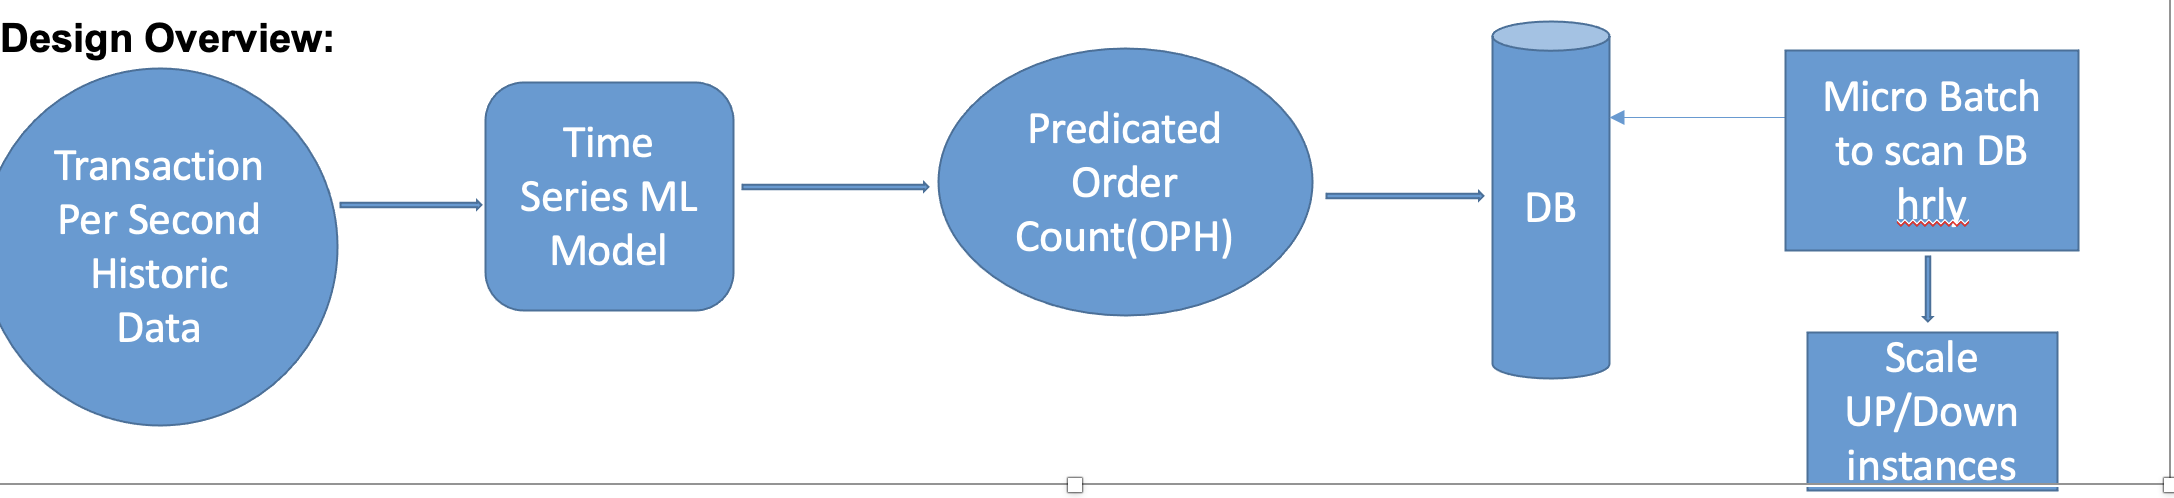 Design Overview:
Transaction
Per Second
Historic
Data
Time
Series ML
Model
Predicated
Order
Count(OPH)
DB
Micro Batch
to scan DB
hrly
Scale
UP/Down
instances